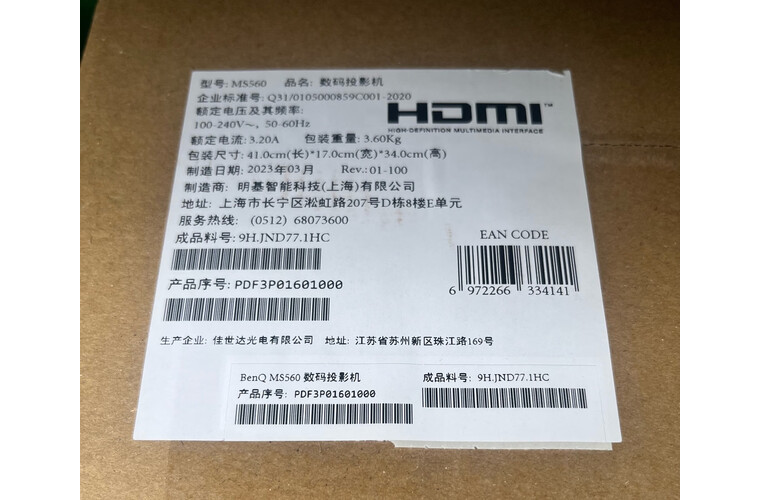 型号: MS560 品名: 数码投影机
企业标准号: Q31/0105000859C001-2020
额定电压及其频率:
100-240V~, 50-60Hz
HDMI™
HIGH-DEFINITION MULTIMEDIA INTERFACE
额定电流: 3.20A 包装重量: 3.60Kg
包装尺寸: 41.0cm(长)*17.0cm(宽)*34.0cm(高)
制造日期: 2023年03月 Rev.: 01-100
制造商: 明基智能科技(上海)有限公司
地址: 上海市长宁区淞虹路207号D栋8楼E单元
服务热线: (0512) 68073600
成品料号: 9H.JND77.1HC
EAN CODE
6 972266 334141
产品序号: PDF3P01601000
生产企业: 佳世达光电有限公司 地址: 江苏省苏州新区珠江路169号
BenQ MS560 数码投影机 成品料号: 9H.JND77.1HC
产品序号: PDF3P01601000